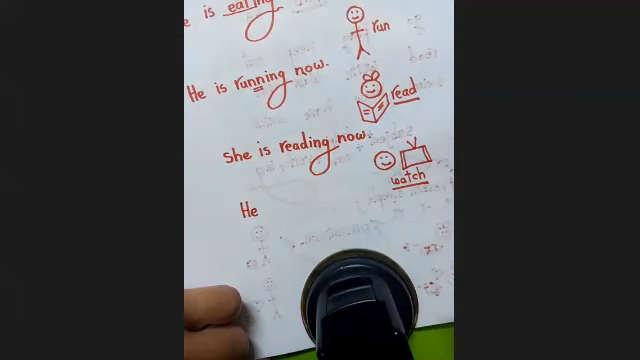 is eating
run
He is running now.
read
She is reading now.
watch
He